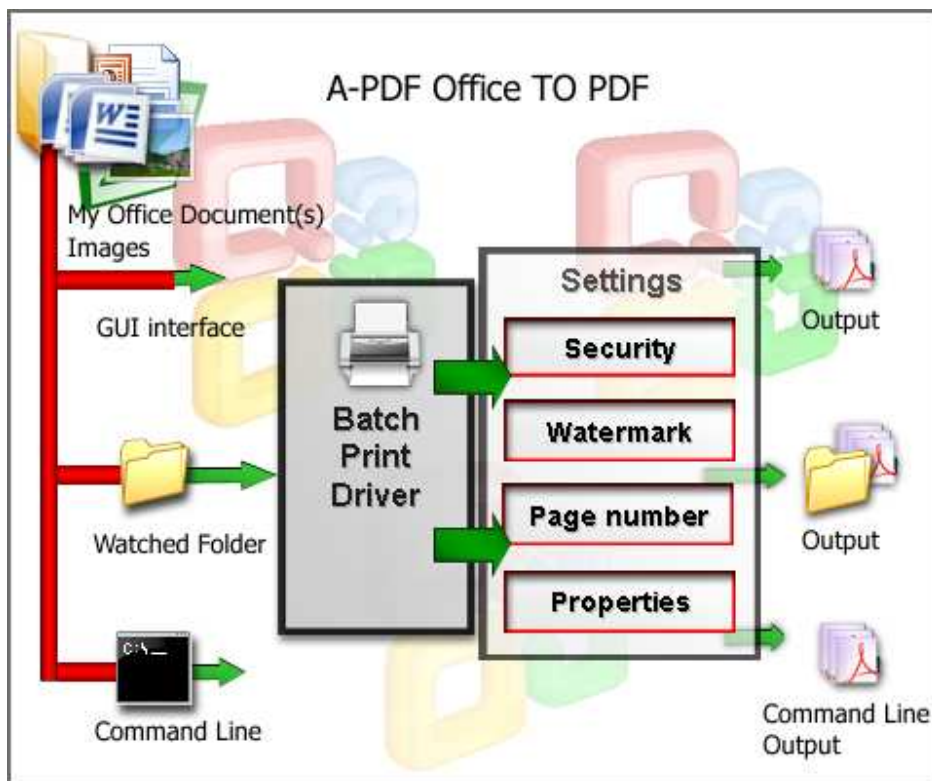 A-PDF Office TO PDF
My Office Document(s)
Images
GUI interface
Watched Folder
C:\__
Command Line
Batch
Print
Driver
Settings
Security
Watermark
Page number
Properties
Output
Output
Command Line
Output